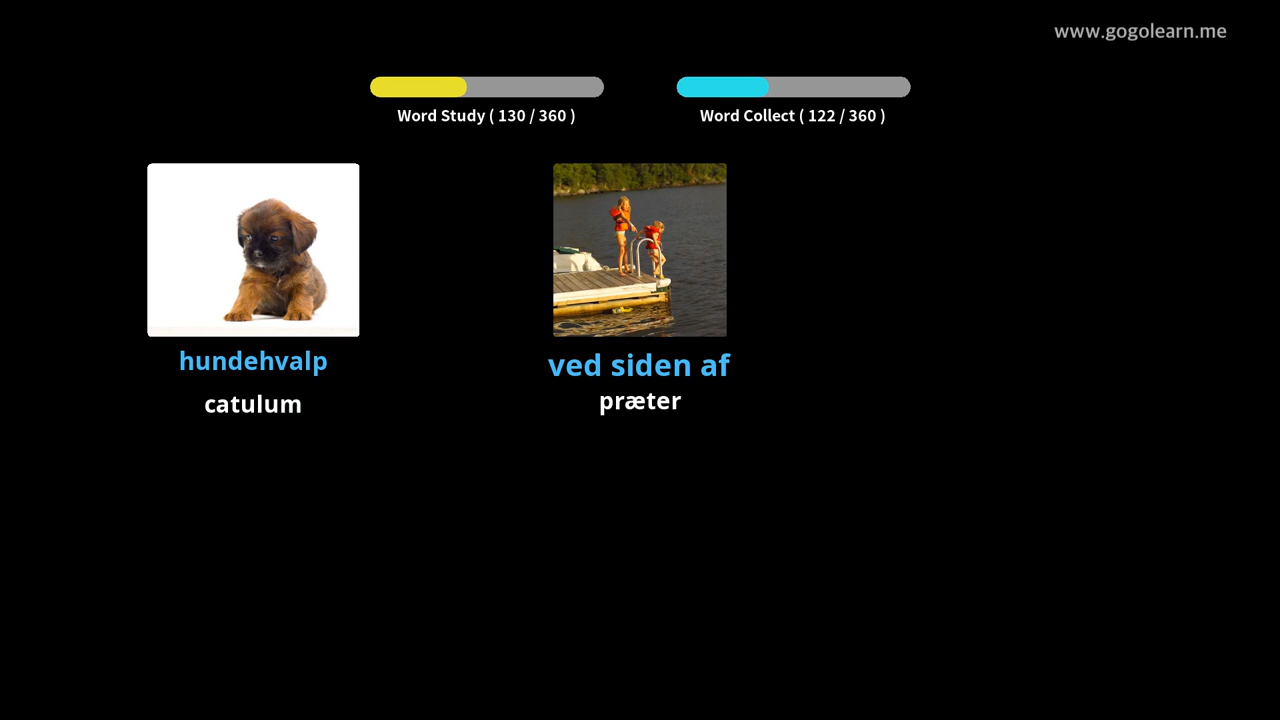 www.gogolearn.me
Word Study ( 130 / 360 )
Word Collect ( 122 / 360 )
hundehvalp
catulum
ved siden af
præter